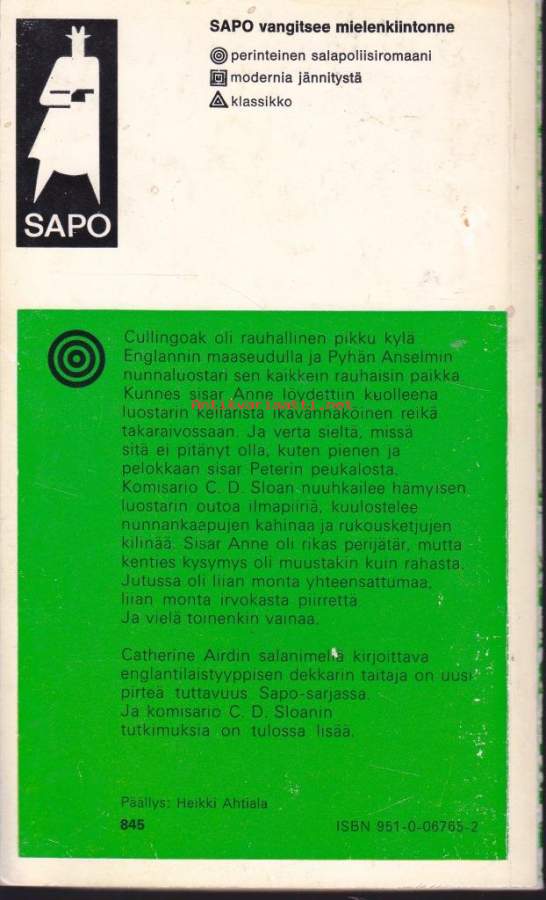 SAPO vangitsee mielenkiintonne
perinteinen salapoliisiromaani
modernia jännitystä
klassikko
SAPO
Cullingoak oli rauhallinen pikku kylä
Englannin maaseudulla ja Pyhän Anselmin
nunnaluostari sen kaikkein rauhaisin paikka.
Kunnes sisar Anne löydettiin kuolleena
luostarin kellarista ikävännäköinen reikä
antikvariaatti.net
takaraivossaan. Ja verta sieltä, missä
sitä ei pitänyt olla, kuten pienen ja
pelokkaan sisar Peterin peukalosta.
Komisario C. D. Sloan nuuhkailee hämyisen
luostarin outoa ilmapiiriä, kuulostelee
nunnankaapujen kahinaa ja rukousketjujen
kilinää. Sisar Anne oli rikas perijätär, mutta
kenties kysymys oli muustakin kuin rahasta.
Jutussa oli liian monta yhteensattumaa,
liian monta irvokasta piirrettä.
Ja vielä toinenkin vainaa.
Catherine Airdin salanimellä kirjoittava
englantilaistyyppisen dekkarin taitaja on uusi
pirteä tuttavuus Sapo-sarjassa.
Ja komisario C. D. Sloanin
tutkimuksia on tulossa lisää.
Päällys: Heikki Ahtiala
845 ISBN 951-0-06765-2